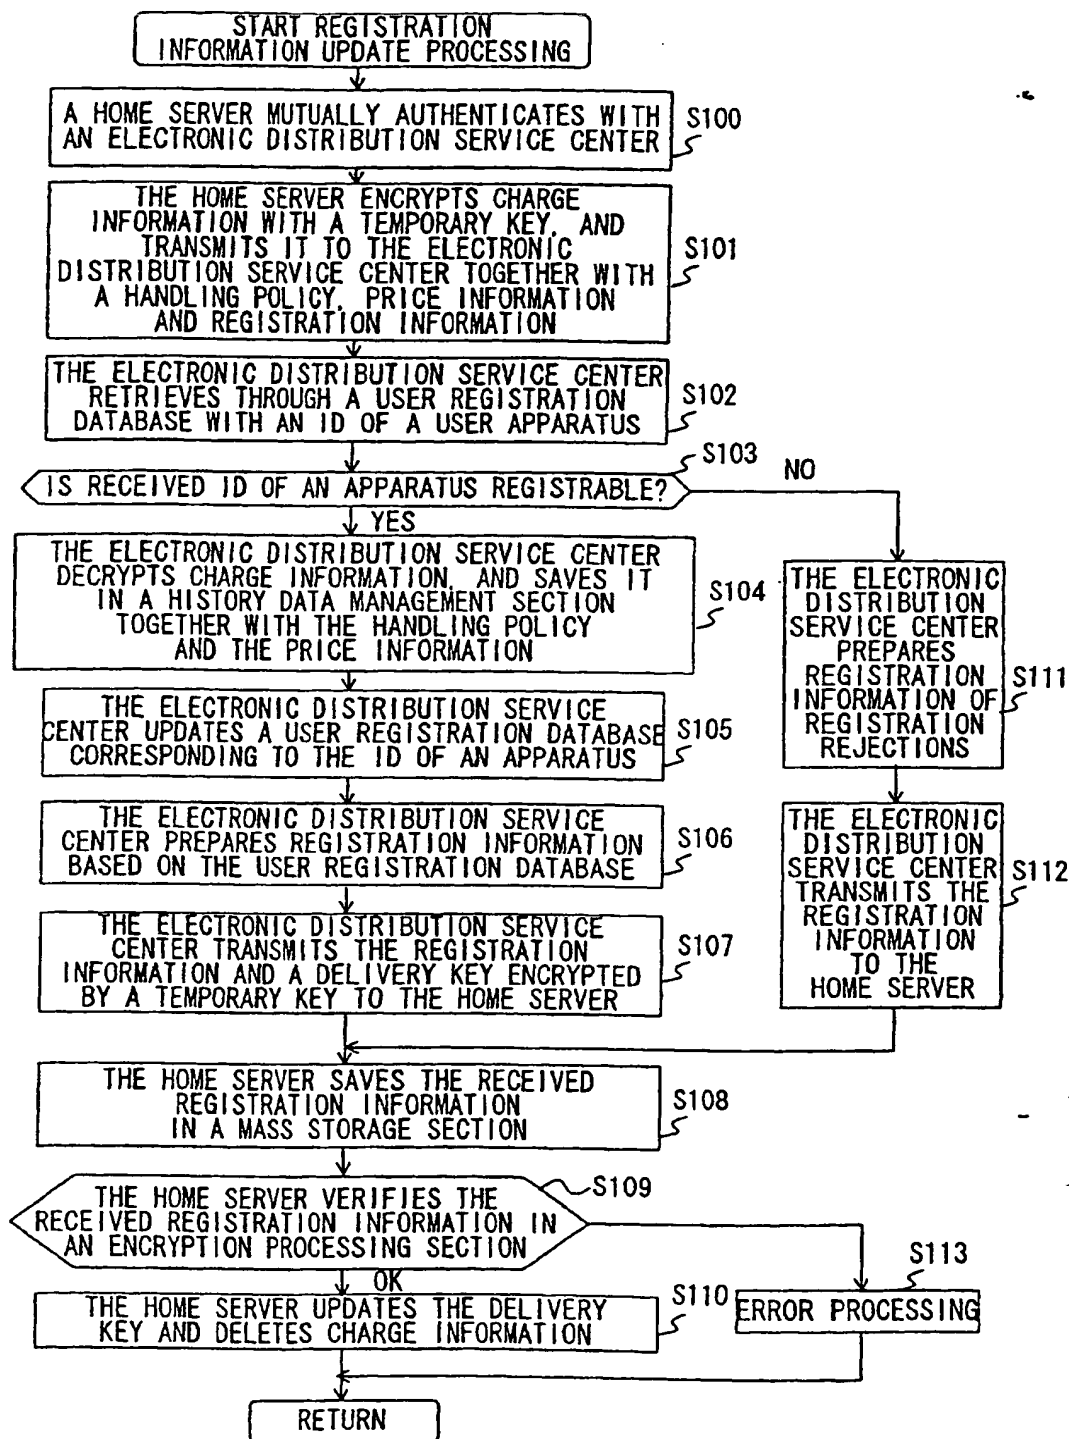 START REGISTRATION
INFORMATION UPDATE PROCESSING
A HOME SERVER MUTUALLY AUTHENTICATES WITH
AN ELECTRONIC DISTRIBUTION SERVICE CENTER
S100
THE HOME SERVER ENCRYPTS CHARGE
INFORMATION WITH A TEMPORARY KEY, AND
TRANSMITS IT TO THE ELECTRONIC
DISTRIBUTION SERVICE CENTER TOGETHER WITH
A HANDLING POLICY, PRICE INFORMATION
AND REGISTRATION INFORMATION
S101
THE ELECTRONIC DISTRIBUTION SERVICE CENTER
RETRIEVES THROUGH A USER REGISTRATION
DATABASE WITH AN ID OF A USER APPARATUS
S102
S103
IS RECEIVED ID OF AN APPARATUS REGISTRABLE?
NO
YES
THE ELECTRONIC DISTRIBUTION SERVICE CENTER
DECRYPTS CHARGE INFORMATION, AND SAVES IT
IN A HISTORY DATA MANAGEMENT SECTION
TOGETHER WITH THE HANDLING POLICY
AND THE PRICE INFORMATION
S104
THE ELECTRONIC
DISTRIBUTION
SERVICE CENTER
PREPARES
REGISTRATION
INFORMATION OF
REGISTRATION
REJECTIONS
S111
THE ELECTRONIC DISTRIBUTION SERVICE
CENTER UPDATES A USER REGISTRATION DATABASE
CORRESPONDING TO THE ID OF AN APPARATUS
S105
THE ELECTRONIC DISTRIBUTION SERVICE
CENTER PREPARES REGISTRATION INFORMATION
BASED ON THE USER REGISTRATION DATABASE
S106
THE ELECTRONIC
DISTRIBUTION
SERVICE CENTER
TRANSMITS THE
REGISTRATION
INFORMATION
TO THE
HOME SERVER
S112
THE ELECTRONIC DISTRIBUTION SERVICE
CENTER TRANSMITS THE REGISTRATION
INFORMATION AND A DELIVERY KEY ENCRYPTED
BY A TEMPORARY KEY TO THE HOME SERVER
S107
THE HOME SERVER SAVES THE RECEIVED
REGISTRATION INFORMATION
IN A MASS STORAGE SECTION
S108
THE HOME SERVER VERIFIES THE
RECEIVED REGISTRATION INFORMATION IN
AN ENCRYPTION PROCESSING SECTION
S109
OK
THE HOME SERVER UPDATES THE DELIVERY
KEY AND DELETES CHARGE INFORMATION
S110
S113
ERROR PROCESSING
RETURN